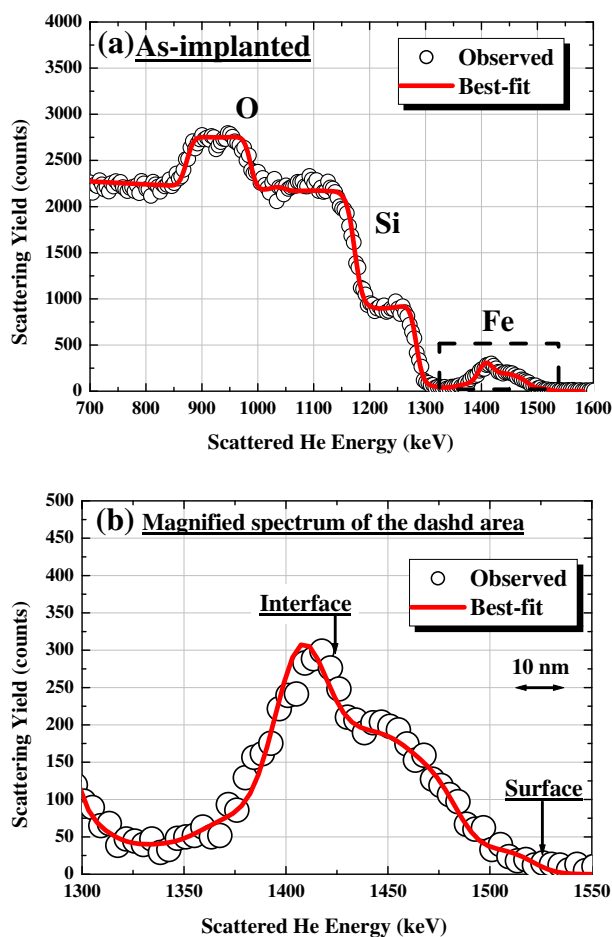 (a) As-implanted
Observed
Best-fit
O
Si
Fe
4000
3500
3000
2500
2000
1500
1000
500
0
Scattering Yield (counts)
700 800 900 1000 1100 1200 1300 1400 1500 1600
Scattered He Energy (keV)
(b) Magnified spectrum of the dashd area
Observed
Best-fit
Interface
10 nm
Surface
500
450
400
350
300
250
200
150
100
50
0
Scattering Yield (counts)
1300 1350 1400 1450 1500 1550
Scattered He Energy (keV)